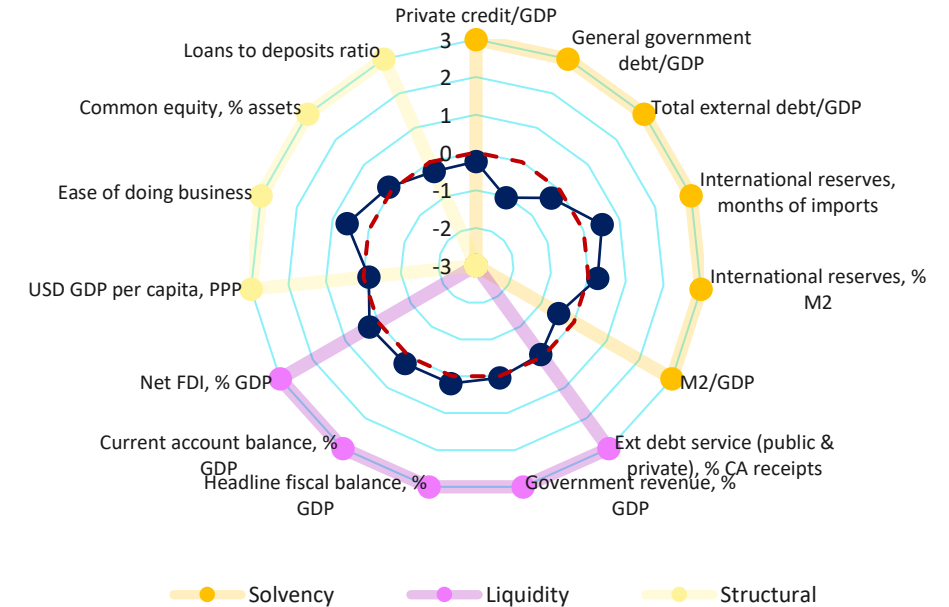 Private credit/GDP
General government
debt/GDP
Total external debt/GDP
International reserves,
months of imports
International reserves, %
M2
M2/GDP
Ext debt service (public &
private), % CA receipts
Government revenue, %
GDP
Headline fiscal balance, %
GDP
Current account balance, %
GDP
Net FDI, % GDP
USD GDP per capita, PPP
Ease of doing business
Common equity, % assets
Loans to deposits ratio
3
2
1
0
-1
-2
-3
Solvency
Liquidity
Structural